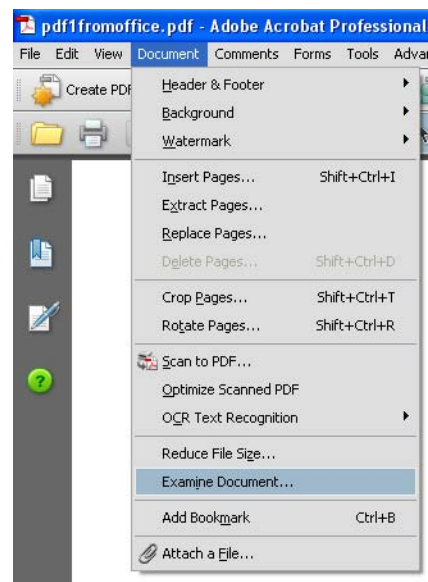 pdf1fromoffice.pdf - Adobe Acrobat Professional
File Edit View Document Comments Forms Tools
Create PDF
Header & Footer
Background
Watermark
Insert Pages... Shift+Ctrl+I
Extract Pages...
Replace Pages...
Delete Pages... Shift+Ctrl+D
Crop Pages... Shift+Ctrl+T
Rotate Pages... Shift+Ctrl+R
Scan to PDF...
Optimize Scanned PDF
OCR Text Recognition
Reduce File Size...
Examine Document...
Add Bookmark Ctrl+B
Attach a File...